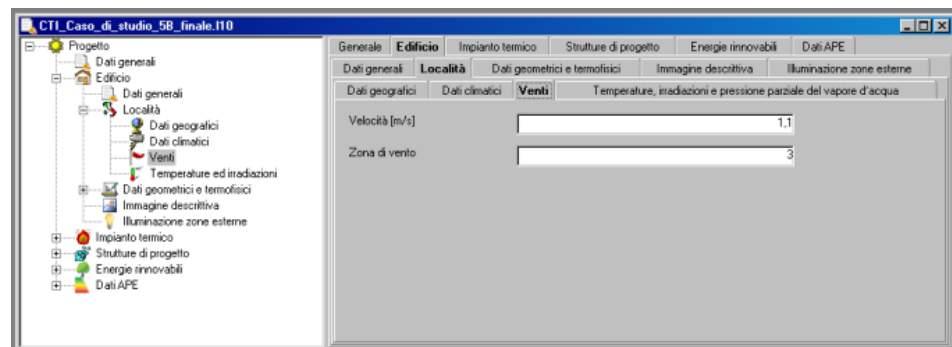 CTI_Caso_di_studio_5B_finale.I10
Progetto
Dati generali
Edificio
Dati generali
Località
Dati geografici
Dati climatici
Venti
Temperature ed irradiazioni
Dati geometrici e termofisici
Immagine descrittiva
Illuminazione zone esterne
Impianto termico
Strutture di progetto
Energie rinnovabili
Dati APE
Generale Edificio Impianto termico Strutture di progetto Energie rinnovabili Dati APE
Dati generali Località Dati geometrici e termofisici Immagine descrittiva Illuminazione zone esterne
Dati geografici Dati climatici Venti Temperature, irradiazioni e pressione parziale del vapore d'acqua
Velocità [m/s] 1,1
Zona di vento 3